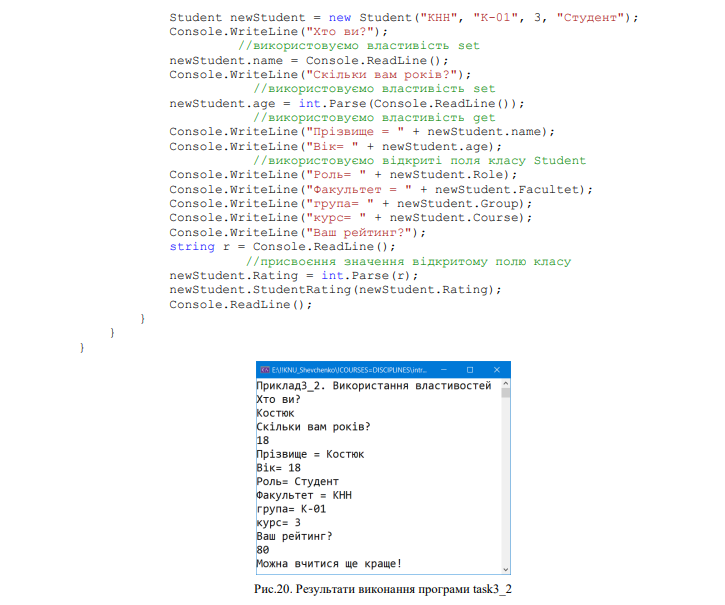 Student newStudent = new Student("КНН", "К-01", 3, "Студент");
Console.WriteLine("Хто ви?");
//використовуємо властивість set
newStudent.name = Console.ReadLine();
Console.WriteLine("Скільки вам років?");
//використовуємо властивість set
newStudent.age = int.Parse(Console.ReadLine());
//використовуємо властивість get
Console.WriteLine("Прізвище = " + newStudent.name);
Console.WriteLine("Вік= " + newStudent.age);
//використовуємо відкриті поля класу Student
Console.WriteLine("Роль= " + newStudent.Role);
Console.WriteLine("Факультет = " + newStudent.Facultet);
Console.WriteLine("група= " + newStudent.Group);
Console.WriteLine("курс= " + newStudent.Course);
Console.WriteLine("Ваш рейтинг?");
string r = Console.ReadLine();
//присвоєння значення відкритому полю класу
newStudent.Rating = int.Parse(r);
newStudent.StudentRating(newStudent.Rating);
Console.ReadLine();
}
}
}
E:\!!KNU_Shevchenko\!COURSES=DISCIPLINES\intr...
Приклад3_2. Використання властивостей
Хто ви?
Костюк
Скільки вам років?
18
Прізвище = Костюк
Вік= 18
Роль= Студент
Факультет = КНН
група= К-01
курс= 3
Ваш рейтинг?
80
Можна вчитися ще краще!
Рис.20. Результати виконання програми task3_2